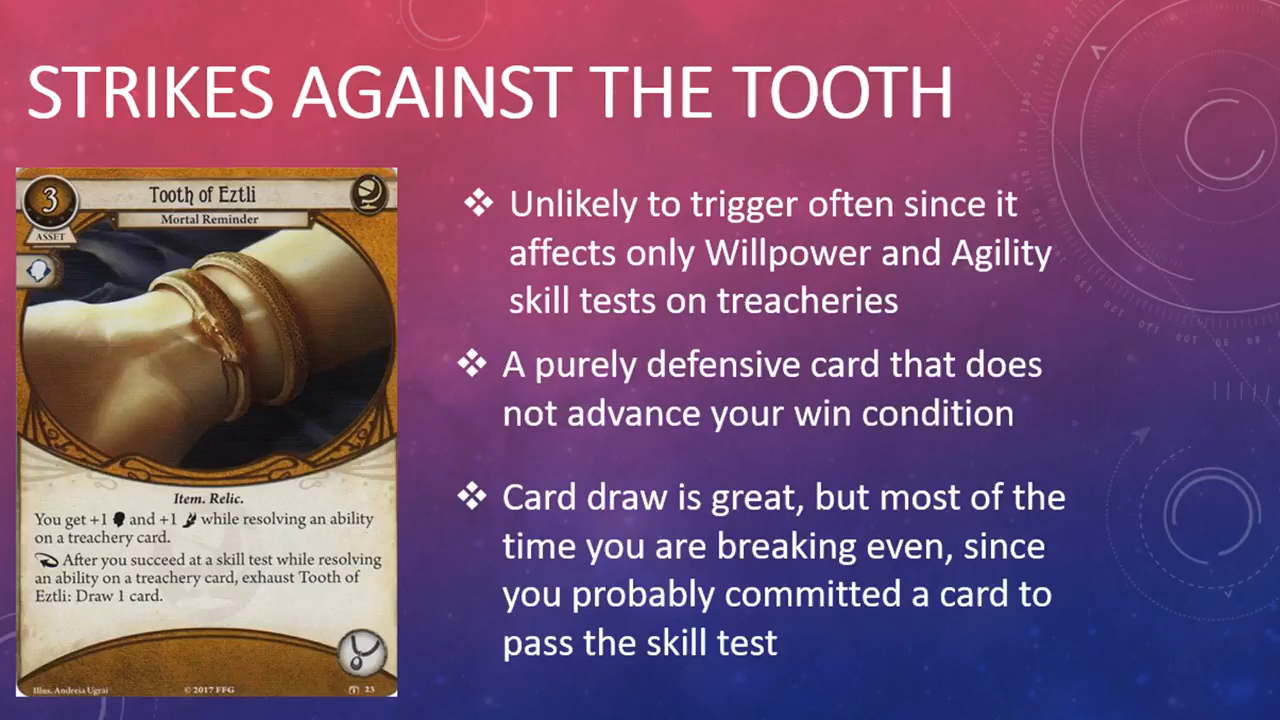 STRIKES AGAINST THE TOOTH
3
Tooth of Eztli
Mortal Reminder
ASSET
Item. Relic.
You get +1 and +1 while resolving an ability
on a treachery card.
After you succeed at a skill test while resolving
an ability on a treachery card, exhaust Tooth of
Eztli: Draw 1 card.
Illus. Andreia Ugrai
© 2017 FFG
23
❖ Unlikely to trigger often since it
affects only Willpower and Agility
skill tests on treacheries
❖ A purely defensive card that does
not advance your win condition
❖ Card draw is great, but most of the
time you are breaking even, since
you probably committed a card to
pass the skill test